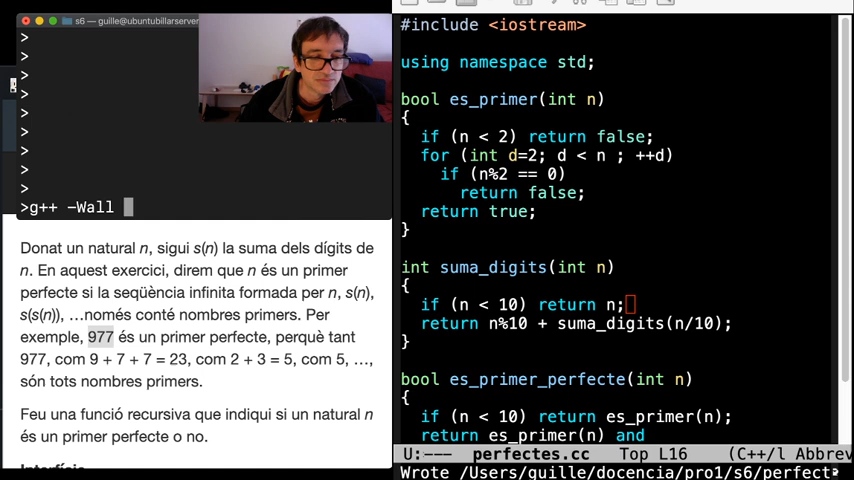 s6 — guille@ubuntubillarserver
>
>
>
>
>
>
>
>
>
>g++ -Wall
Donat un natural n, sigui s(n) la suma dels dígits de
n. En aquest exercici, direm que n és un primer
perfecte si la seqüència infinita formada per n, s(n),
s(s(n)), …només conté nombres primers. Per
exemple, 977 és un primer perfecte, perquè tant
977, com 9 + 7 + 7 = 23, com 2 + 3 = 5, com 5, …,
són tots nombres primers.
Feu una funció recursiva que indiqui si un natural n
és un primer perfecte o no.
Interfície
#include <iostream>
using namespace std;
bool es_primer(int n)
{
if (n < 2) return false;
for (int d=2; d < n ; ++d)
if (n%2 == 0)
return false;
return true;
}
int suma_digits(int n)
{
if (n < 10) return n;
return n%10 + suma_digits(n/10);
}
bool es_primer_perfecte(int n)
{
if (n < 10) return es_primer(n);
return es_primer(n) and
U:--- perfectes.cc Top L16 (C++/l Abbrev
Wrote /Users/guille/docencia/pro1/s6/perfect